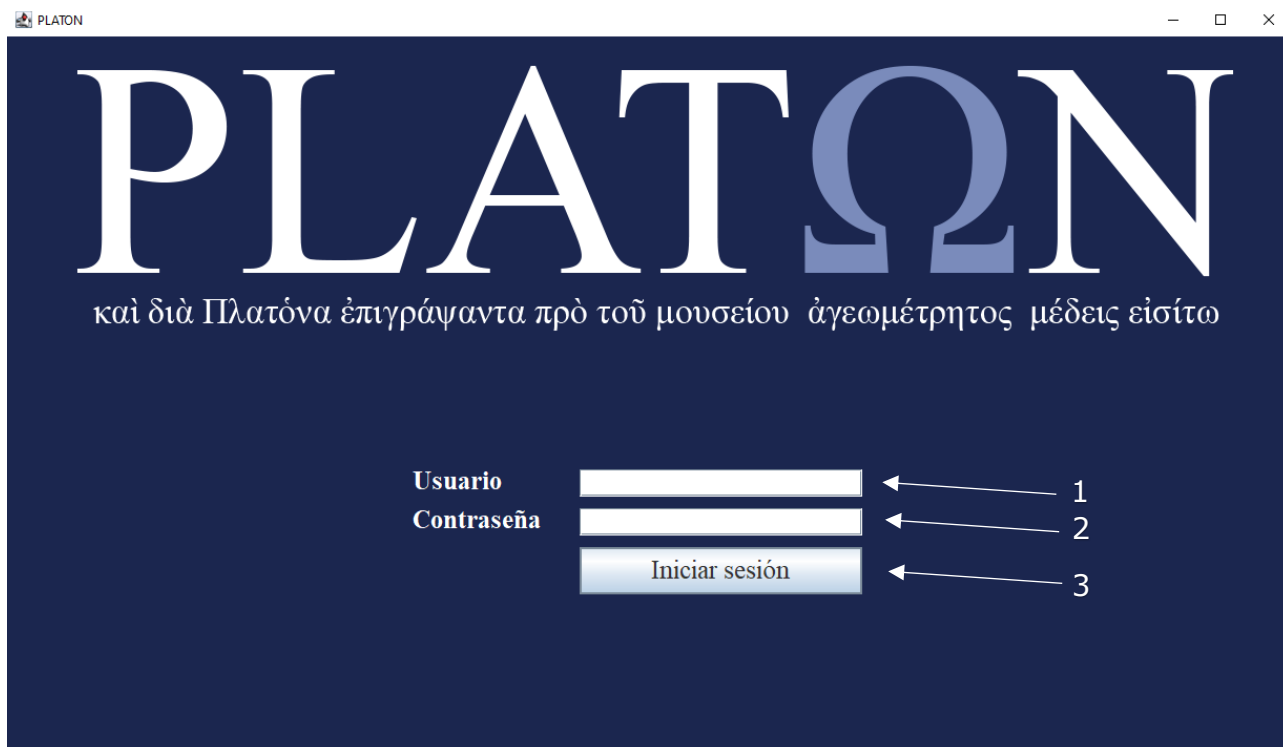 PLATON
PLATΩN
καὶ διὰ Πλατόνα ἐπιγράψαντα πρὸ τοῦ μουσείου ἀγεωμέτρητος μέδεις εἰσίτω
Usuario
1
Contraseña
2
Iniciar sesión
3